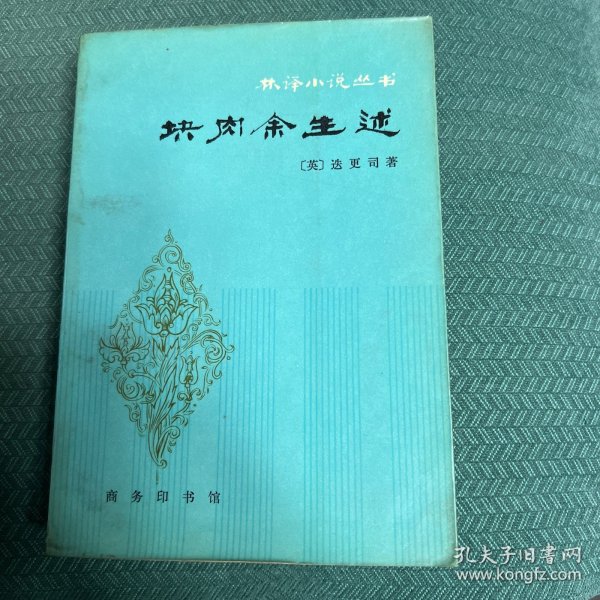 林译小说丛书
块肉余生述
〔英〕迭更司著
商务印书馆
孔夫子旧书网
www.kongfz.com